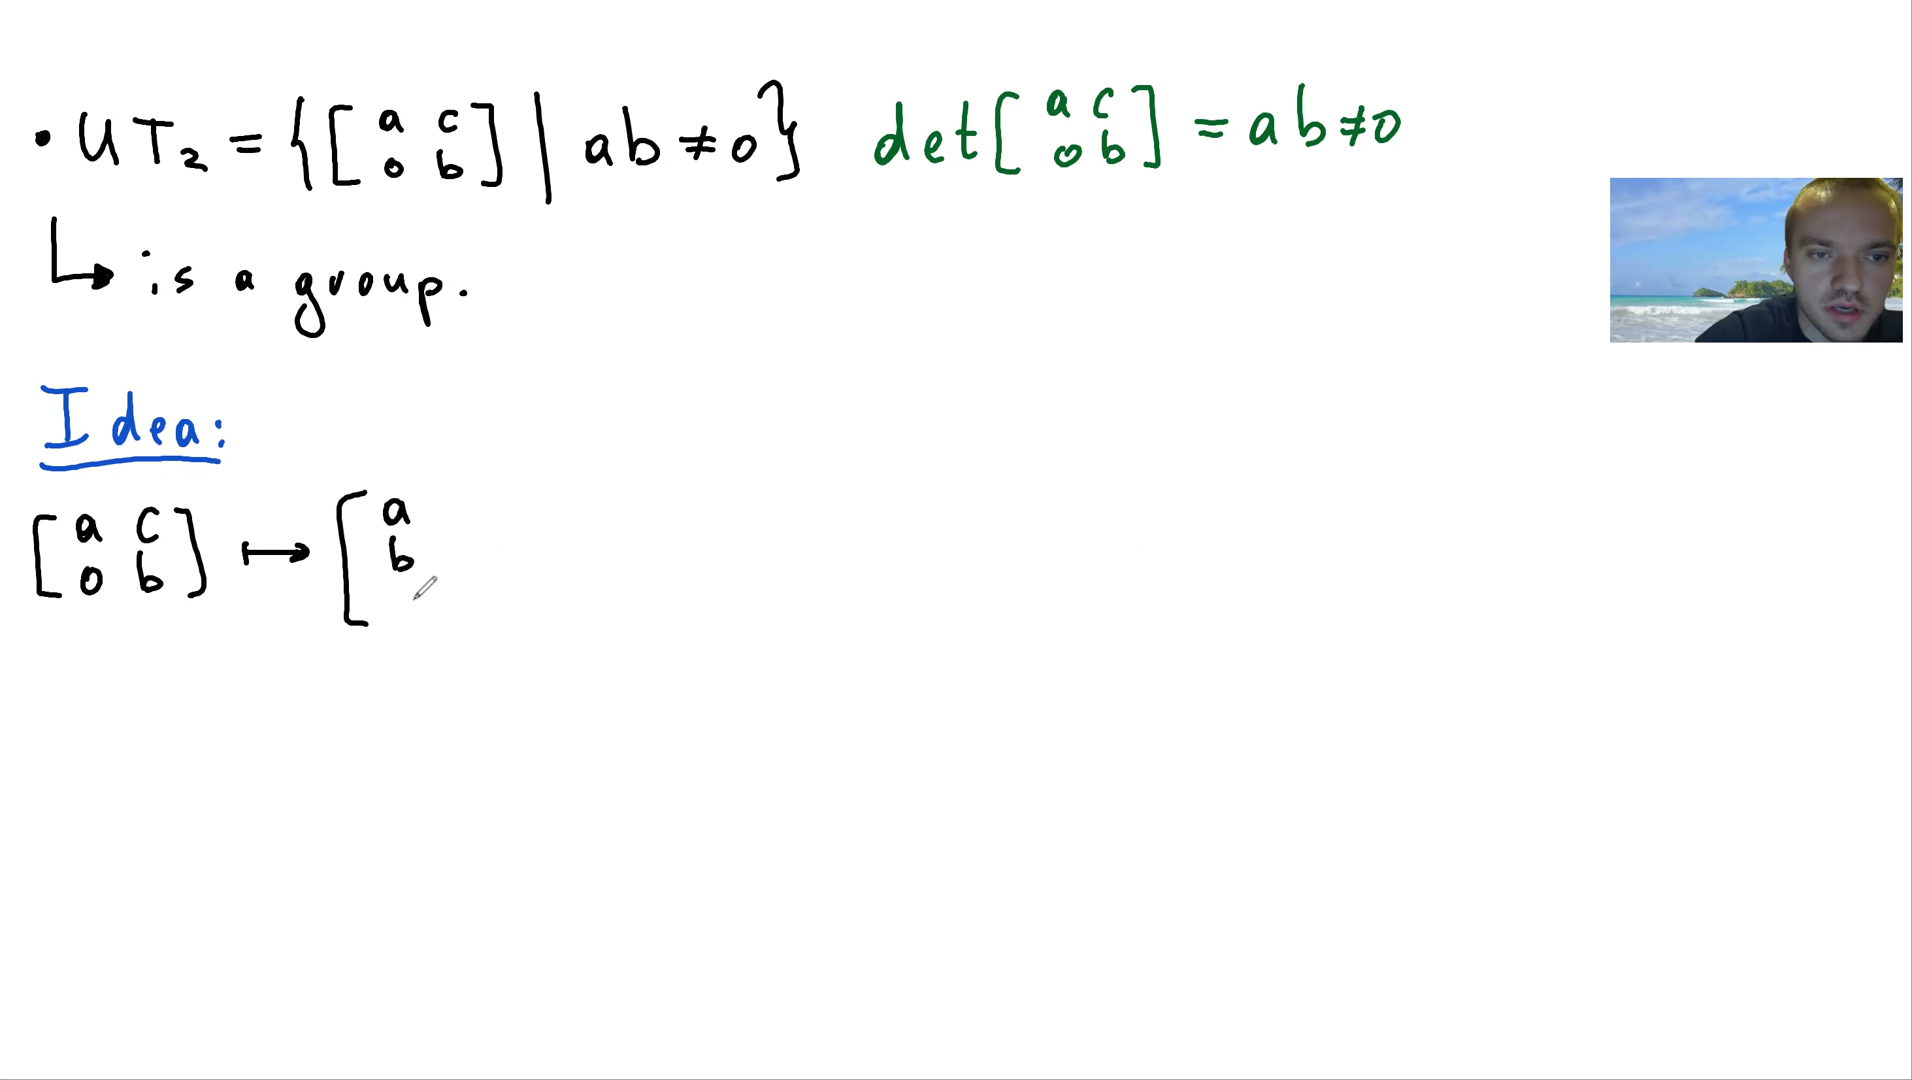 • UT₂ = { [ a c ] | ab ≠ 0 } det [ a c ] = ab ≠ 0
[ 0 b ] [ 0 b ]
↳ is a group.
Idea:
[ a c ] ↦ [ a
[ 0 b ] b